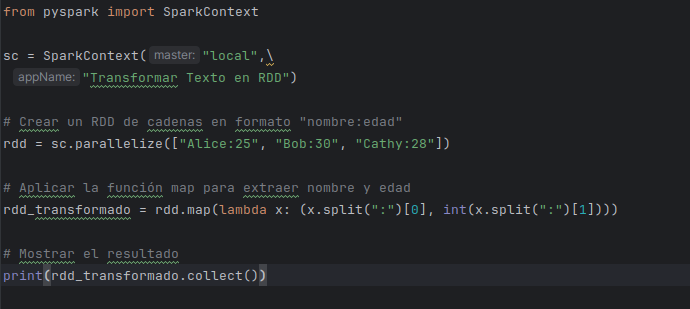 from pyspark import SparkContext
sc = SparkContext( master: "local",\
appName: "Transformar Texto en RDD")
# Crear un RDD de cadenas en formato "nombre:edad"
rdd = sc.parallelize(["Alice:25", "Bob:30", "Cathy:28"])
# Aplicar la función map para extraer nombre y edad
rdd_transformado = rdd.map(lambda x: (x.split(":")[0], int(x.split(":")[1])))
# Mostrar el resultado
print(rdd_transformado.collect())